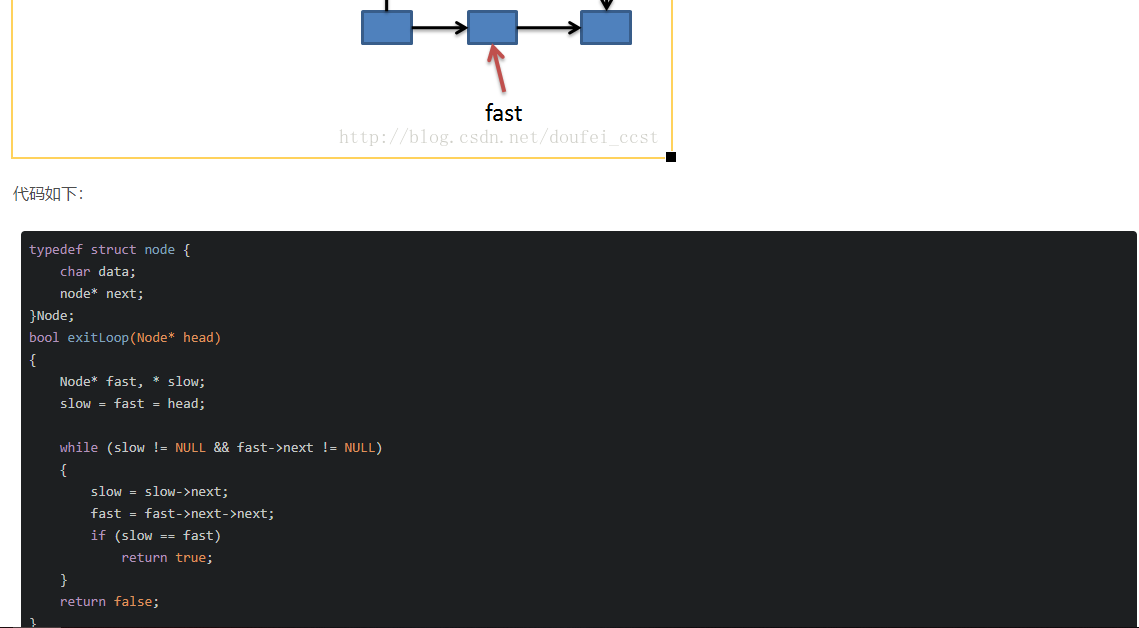 fast
http://blog.csdn.net/doufei_ccst
代码如下：
typedef struct node {
    char data;
    node* next;
}Node;
bool exitLoop(Node* head)
{
    Node* fast, * slow;
    slow = fast = head;
    while (slow != NULL && fast->next != NULL)
    {
        slow = slow->next;
        fast = fast->next->next;
        if (slow == fast)
            return true;
    }
    return false;
}